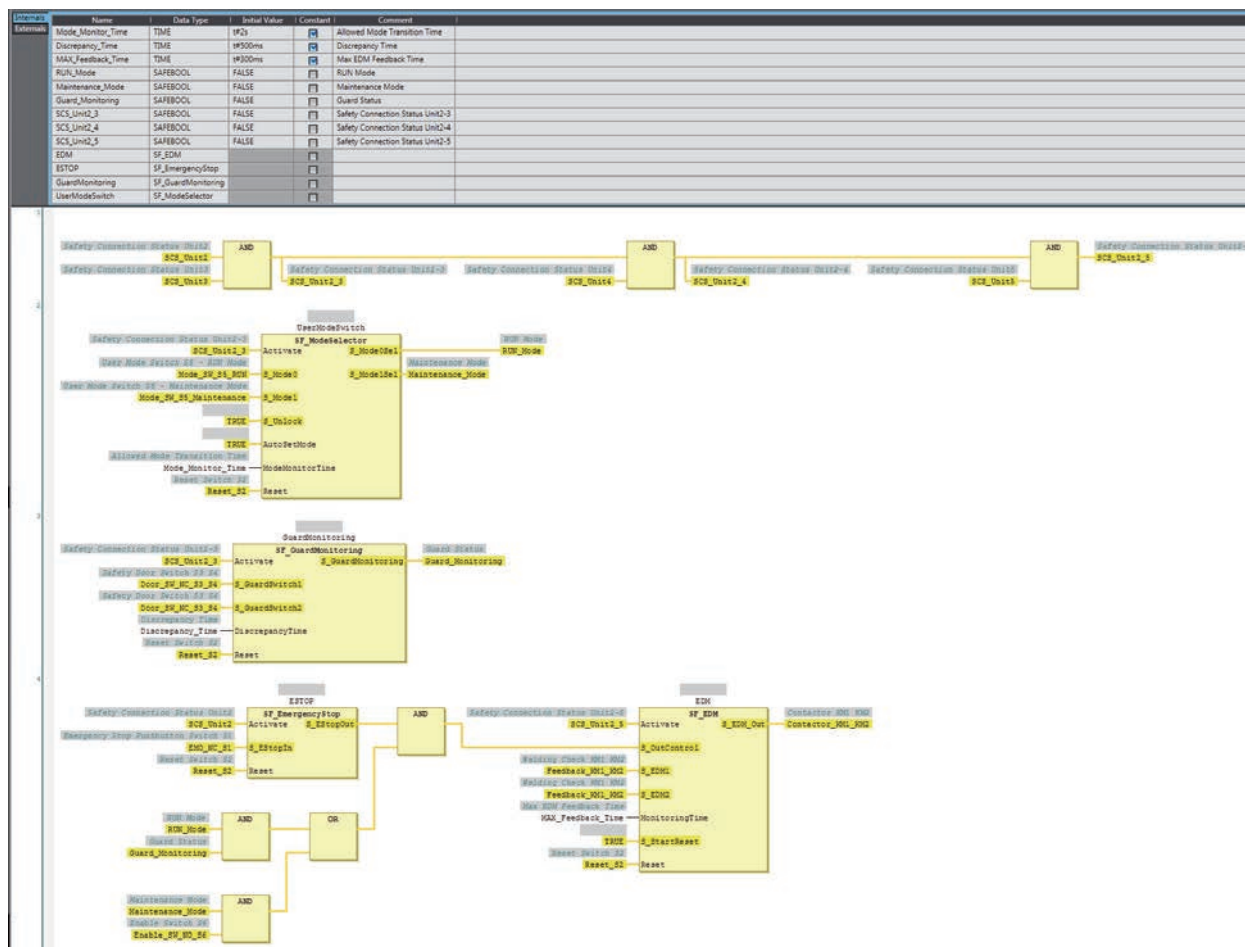 Internals
Externals
Name Data Type Initial Value Constant Comment
Mode_Monitor_Time TIME t#2s Allowed Mode Transition Time
Discrepancy_Time TIME t#500ms Discrepancy Time
MAX_Feedback_Time TIME t#300ms Max EDM Feedback Time
RUN_Mode SAFEBOOL FALSE RUN Mode
Maintenance_Mode SAFEBOOL FALSE Maintenance Mode
Guard_Monitoring SAFEBOOL FALSE Guard Status
SCS_Unit2_3 SAFEBOOL FALSE Safety Connection Status Unit2-3
SCS_Unit2_4 SAFEBOOL FALSE Safety Connection Status Unit2-4
SCS_Unit2_5 SAFEBOOL FALSE Safety Connection Status Unit2-5
EDM SF_EDM
ESTOP SF_EmergencyStop
GuardMonitoring SF_GuardMonitoring
UserModeSwitch SF_ModeSelector
1
Safety Connection Status Unit2 AND AND AND Safety Connection Status Unit2-
SCS_Unit2 SCS_Unit2_5
Safety Connection Status Unit3 Safety Connection Status Unit2-3 Safety Connection Status Unit4 Safety Connection Status Unit2-4 Safety Connection Status Unit5
SCS_Unit3 SCS_Unit2_3 SCS_Unit4 SCS_Unit2_4 SCS_Unit5
2
UserModeSwitch
Safety Connection Status Unit2-3 SF_ModeSelector RUN Mode
SCS_Unit2_3 Activate S_Mode0Sel RUN_Mode
User Mode Switch S5 - RUN Mode Maintenance Mode
Mode_SW_S5_RUN S_Mode0 S_Mode1Sel Maintenance_Mode
User Mode Switch S5 - Maintenance Mode
Mode_SW_S5_Maintenance S_Mode1
TRUE S_Unlock
TRUE AutoSetMode
Allowed Mode Transition Time
Mode_Monitor_Time ModeMonitorTime
Reset Switch S2
Reset_S2 Reset
3
GuardMonitoring
Safety Connection Status Unit2-3 SF_GuardMonitoring Guard Status
SCS_Unit2_3 Activate S_GuardMonitoring Guard_Monitoring
Safety Door Switch S3 S4
Door_SW_NC_S3_S4 S_GuardSwitch1
Safety Door Switch S3 S4
Door_SW_NC_S3_S4 S_GuardSwitch2
Discrepancy Time
Discrepancy_Time DiscrepancyTime
Reset Switch S2
Reset_S2 Reset
4
ESTOP EDM
Safety Connection Status Unit2 SF_EmergencyStop AND Safety Connection Status Unit2-5 SF_EDM Contactor KM1 KM2
SCS_Unit2 Activate S_EStopOut SCS_Unit2_5 Activate S_EDM_Out Contactor_KM1_KM2
Emergency Stop Pushbutton Switch S1
EMO_NC_S1 S_EStopIn S_OutControl
Reset Switch S2 Welding Check KM1 KM2
Reset_S2 Reset Feedback_KM1_KM2 S_EDM1
Welding Check KM1 KM2
Feedback_KM1_KM2 S_EDM2
Max EDM Feedback Time
RUN Mode AND OR MAX_Feedback_Time MonitoringTime
RUN_Mode
Guard Status TRUE S_StartReset
Guard_Monitoring Reset Switch S2
Reset_S2 Reset
Maintenance Mode AND
Maintenance_Mode
Enable Switch S6
Enable_SW_NO_S6